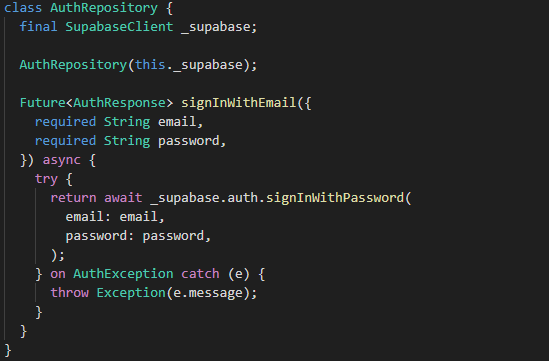 class AuthRepository {
  final SupabaseClient _supabase;

  AuthRepository(this._supabase);

  Future<AuthResponse> signInWithEmail({
    required String email,
    required String password,
  }) async {
    try {
      return await _supabase.auth.signInWithPassword(
        email: email,
        password: password,
      );
    } on AuthException catch (e) {
      throw Exception(e.message);
    }
  }
}